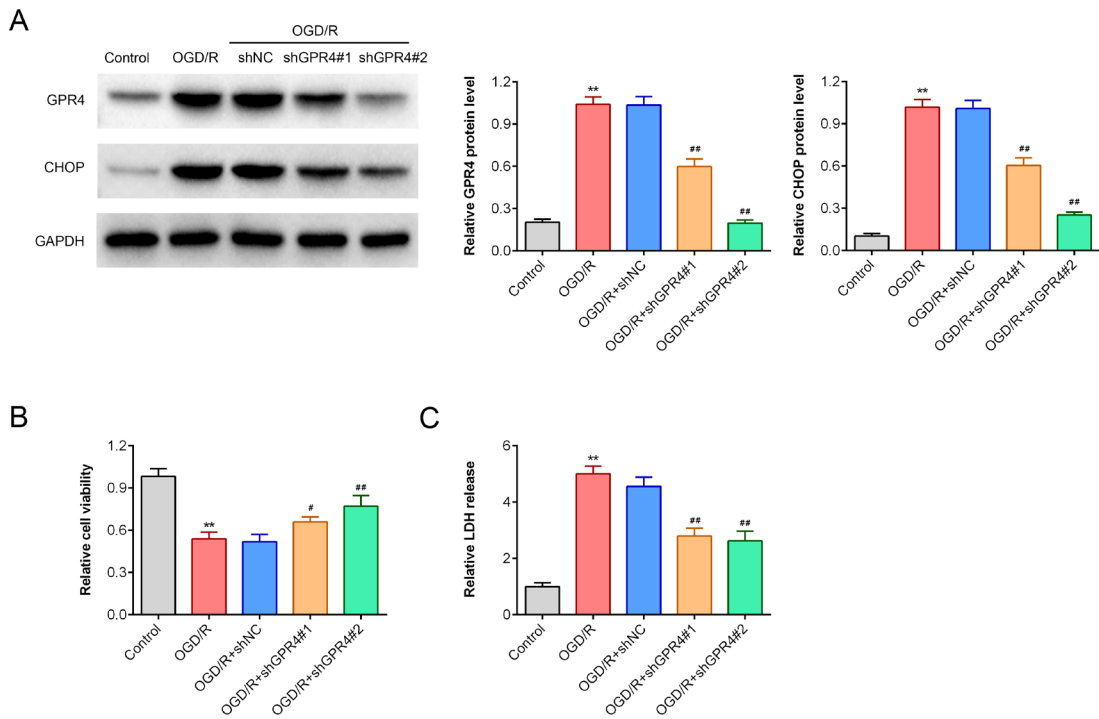 A
OGD/R
Control OGD/R shNC shGPR4#1 shGPR4#2
GPR4
CHOP
GAPDH
Relative GPR4 protein level
1.2
0.9
0.6
0.3
0.0
**
##
##
Control
OGD/R
OGD/R+shNC
OGD/R+shGPR4#1
OGD/R+shGPR4#2
Relative CHOP protein level
1.2
0.9
0.6
0.3
0.0
**
##
##
Control
OGD/R
OGD/R+shNC
OGD/R+shGPR4#1
OGD/R+shGPR4#2
B
Relative cell viability
1.2
0.9
0.6
0.3
0.0
**
#
##
Control
OGD/R
OGD/R+shNC
OGD/R+shGPR4#1
OGD/R+shGPR4#2
C
Relative LDH release
6
4
2
0
**
##
##
Control
OGD/R
OGD/R+shNC
OGD/R+shGPR4#1
OGD/R+shGPR4#2